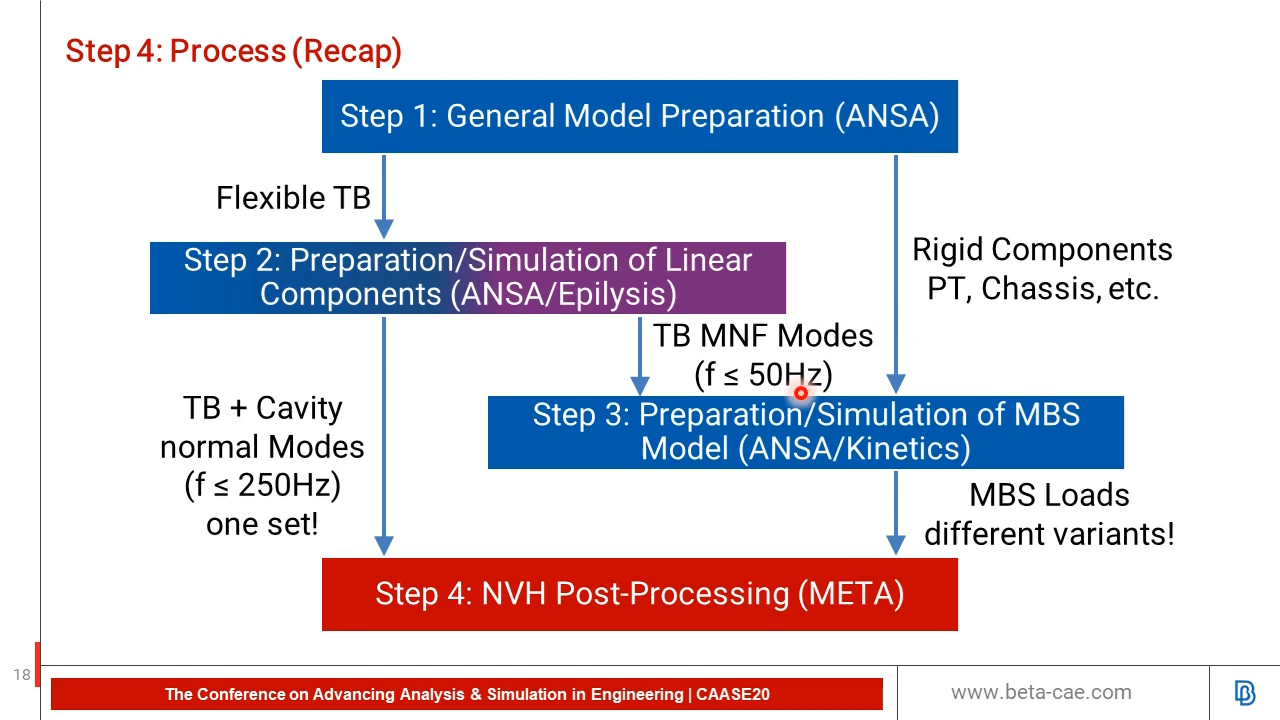 Step 4: Process (Recap)
Step 1: General Model Preparation (ANSA)
Flexible TB
Rigid Components
PT, Chassis, etc.
Step 2: Preparation/Simulation of Linear
Components (ANSA/Epilysis)
TB MNF Modes
(f ≤ 50Hz)
TB + Cavity
normal Modes
(f ≤ 250Hz)
one set!
Step 3: Preparation/Simulation of MBS
Model (ANSA/Kinetics)
MBS Loads
different variants!
Step 4: NVH Post-Processing (META)
18
The Conference on Advancing Analysis & Simulation in Engineering | CAASE20
www.beta-cae.com